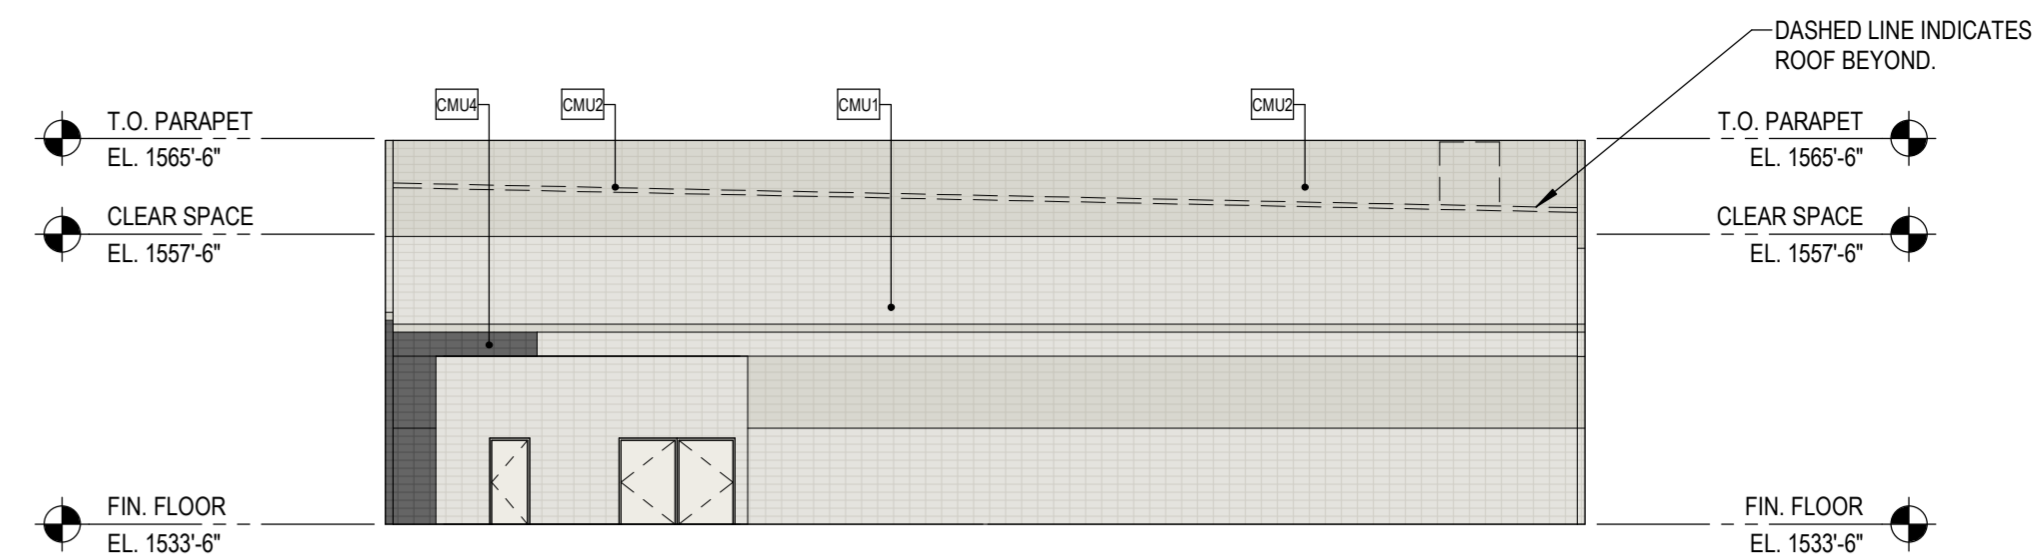 DASHED LINE INDICATES
ROOF BEYOND.
CMU4
CMU2
CMU1
CMU2
T.O. PARAPET
EL. 1565'-6"
T.O. PARAPET
EL. 1565'-6"
CLEAR SPACE
EL. 1557'-6"
CLEAR SPACE
EL. 1557'-6"
FIN. FLOOR
EL. 1533'-6"
FIN. FLOOR
EL. 1533'-6"